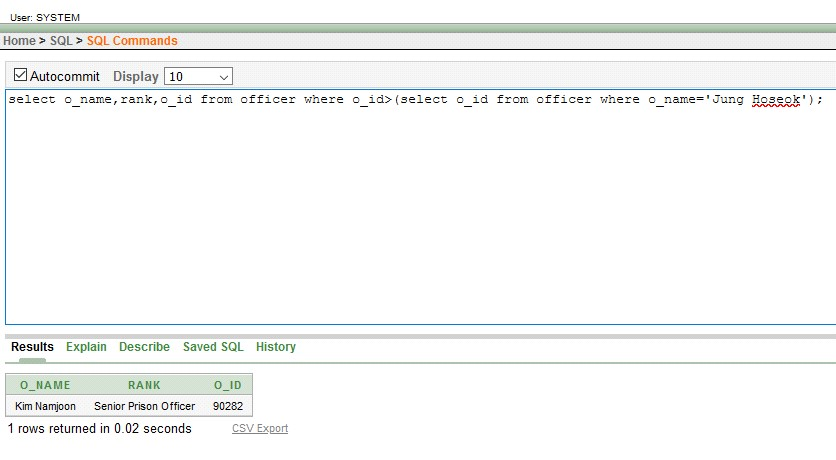 User: SYSTEM
Home > SQL > SQL Commands
Autocommit Display 10
select o_name,rank,o_id from officer where o_id>(select o_id from officer where o_name='Jung Hoseok');
Results Explain Describe Saved SQL History
O_NAME RANK O_ID
Kim Namjoon Senior Prison Officer 90282
1 rows returned in 0.02 seconds CSV Export